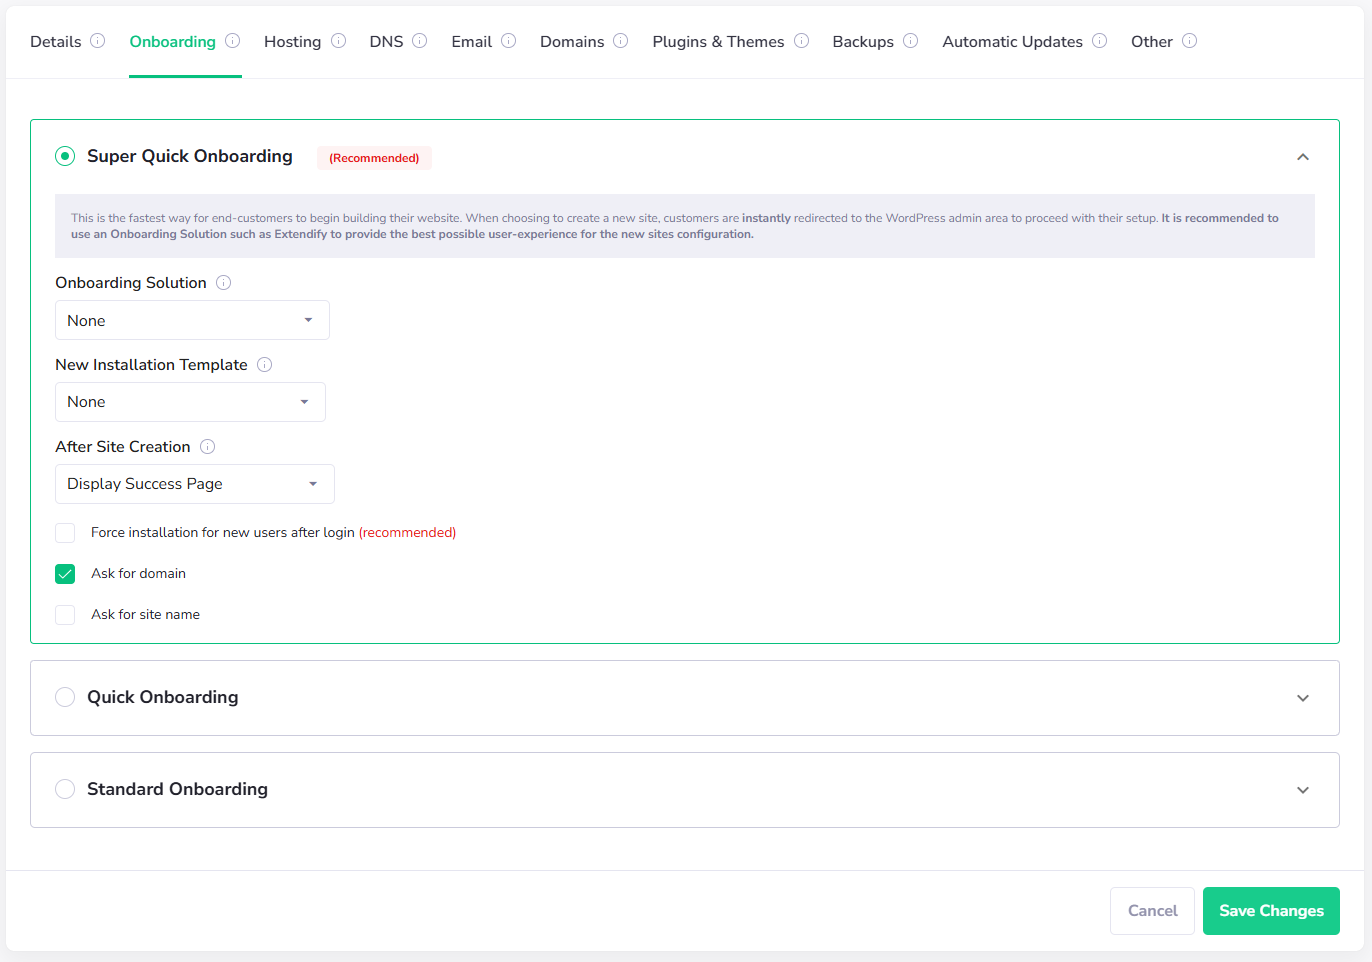 Details Onboarding Hosting DNS Email Domains Plugins & Themes Backups Automatic Updates Other
Super Quick Onboarding (Recommended)
This is the fastest way for end-customers to begin building their website. When choosing to create a new site, customers are instantly redirected to the WordPress admin area to proceed with their setup. It is recommended to
use an Onboarding Solution such as Extendify to provide the best possible user-experience for the new sites configuration.
Onboarding Solution
None
New Installation Template
None
After Site Creation
Display Success Page
Force installation for new users after login (recommended)
Ask for domain
Ask for site name
Quick Onboarding
Standard Onboarding
Cancel Save Changes